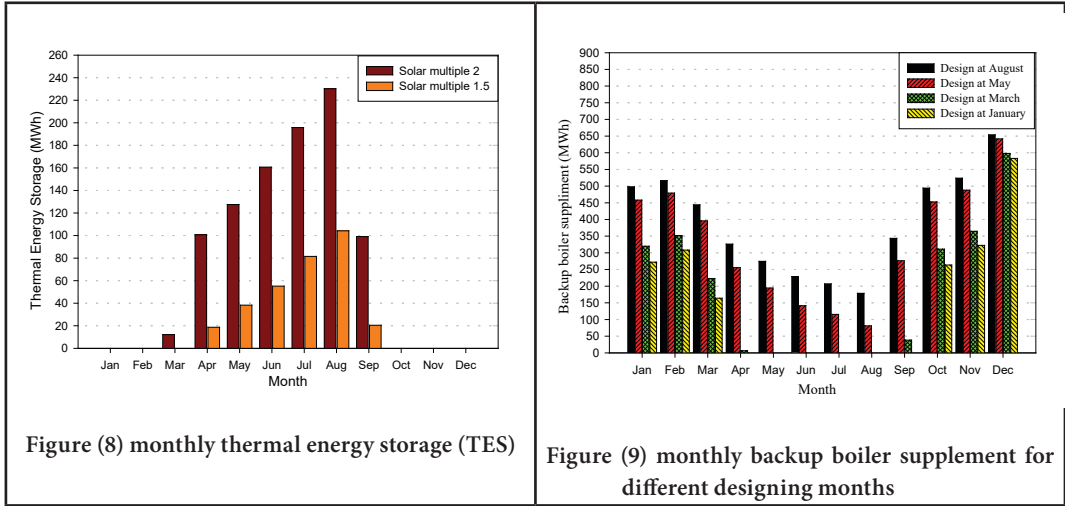 260
240
220
200
180
160
140
120
100
80
60
40
20
0
Thermal Energy Storage (MWh)
Solar multiple 2
Solar multiple 1.5
Jan Feb Mar Apr May Jun Jul Aug Sep Oct Nov Dec
Month
Figure (8) monthly thermal energy storage (TES)
900
850
800
750
700
650
600
550
500
450
400
350
300
250
200
150
100
50
0
Backup boiler suppliment (MWh)
Design at August
Design at May
Design at March
Design at January
Jan Feb Mar Apr May Jun Jul Aug Sep Oct Nov Dec
Month
Figure (9) monthly backup boiler supplement for
different designing months